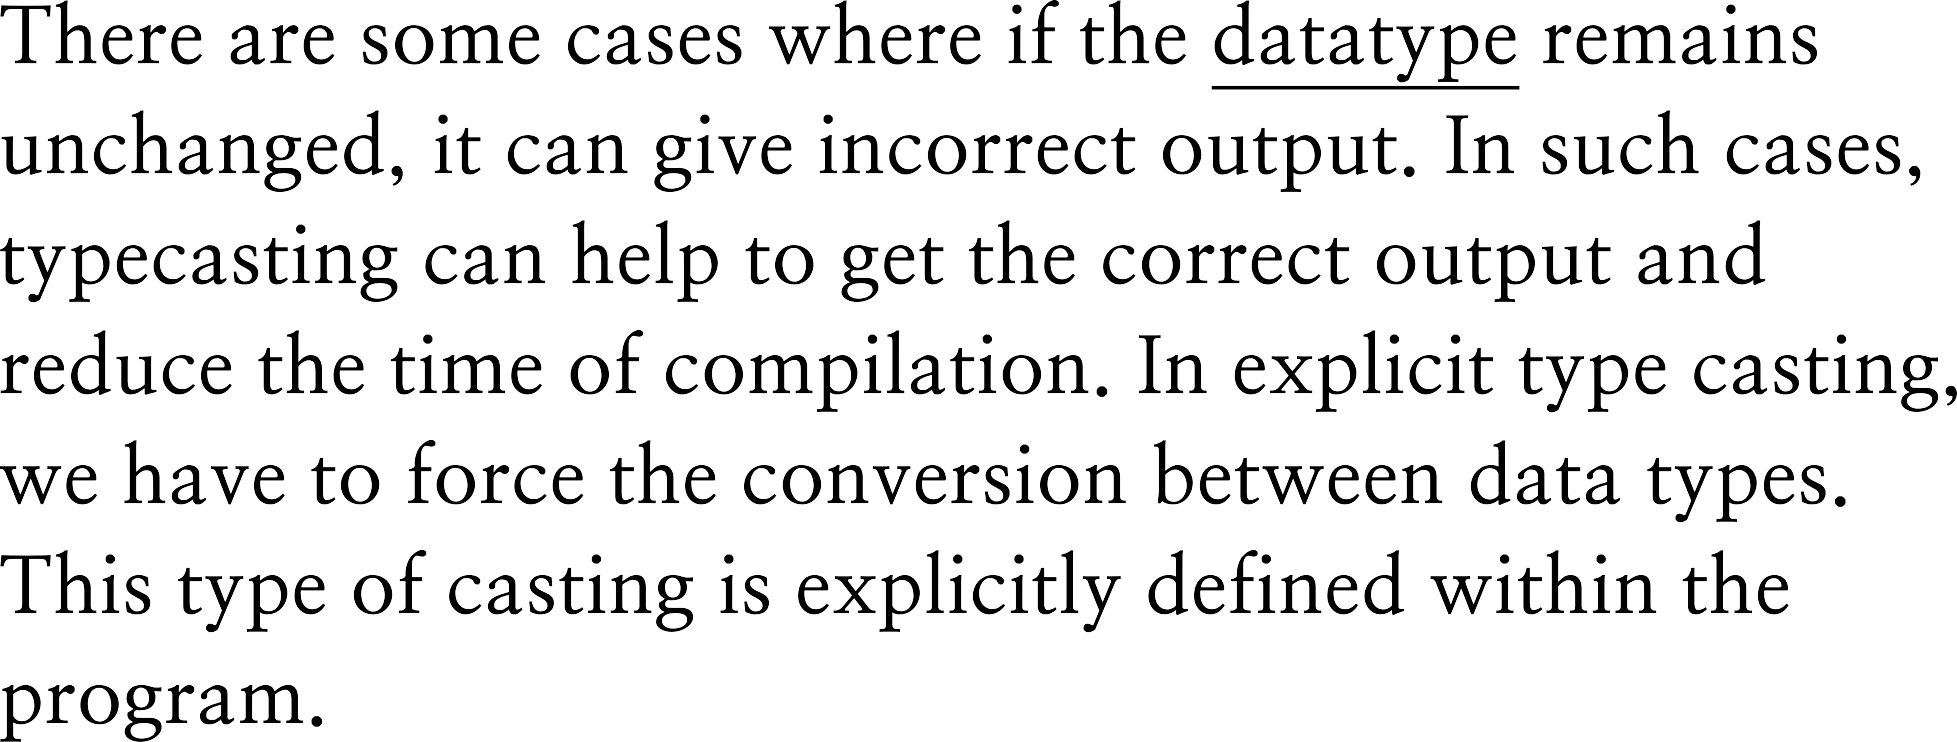 There are some cases where if the datatype remains
unchanged, it can give incorrect output. In such cases,
typecasting can help to get the correct output and
reduce the time of compilation. In explicit type casting,
we have to force the conversion between data types.
This type of casting is explicitly defined within the
program.